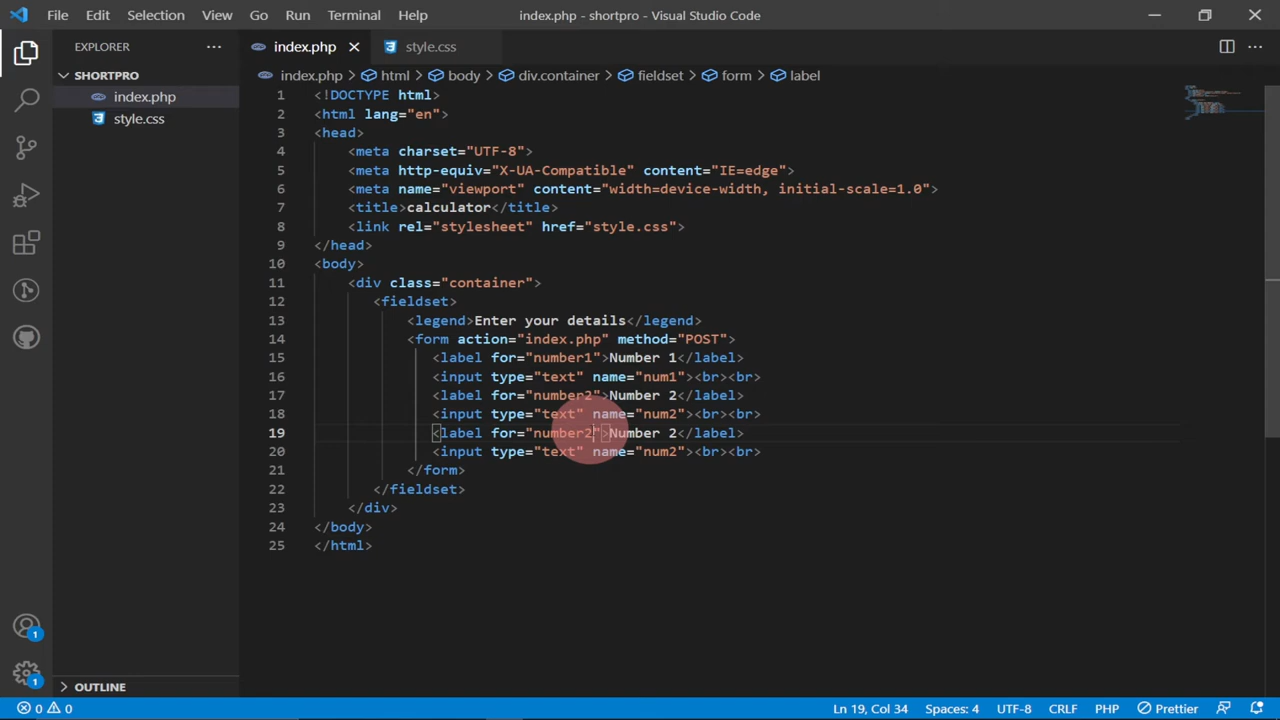 File Edit Selection View Go Run Terminal Help index.php - shortpro - Visual Studio Code
EXPLORER
SHORTPRO
index.php
style.css
OUTLINE
1
1
index.php style.css
index.php html body div.container fieldset form label
1 <!DOCTYPE html>
2 <html lang="en">
3 <head>
4 <meta charset="UTF-8">
5 <meta http-equiv="X-UA-Compatible" content="IE=edge">
6 <meta name="viewport" content="width=device-width, initial-scale=1.0">
7 <title>calculator</title>
8 <link rel="stylesheet" href="style.css">
9 </head>
10 <body>
11 <div class="container">
12 <fieldset>
13 <legend>Enter your details</legend>
14 <form action="index.php" method="POST">
15 <label for="number1">Number 1</label>
16 <input type="text" name="num1"><br><br>
17 <label for="number2">Number 2</label>
18 <input type="text" name="num2"><br><br>
19 <label for="number2">Number 2</label>
20 <input type="text" name="num2"><br><br>
21 </form>
22 </fieldset>
23 </div>
24 </body>
25 </html>
0 0 Ln 19, Col 34 Spaces: 4 UTF-8 CRLF PHP Prettier